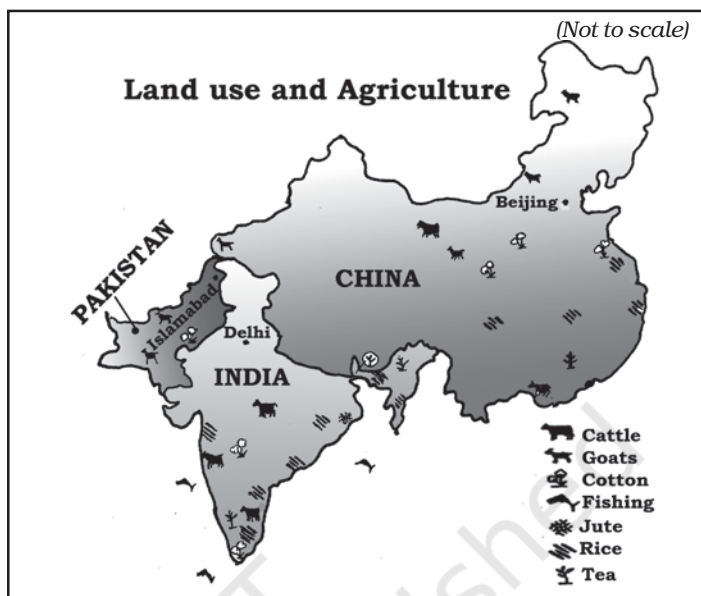 (Not to scale)
Land use and Agriculture
Beijing
PAKISTAN
Islamabad
CHINA
Delhi
INDIA
Cattle
Goats
Cotton
Fishing
Jute
Rice
Tea